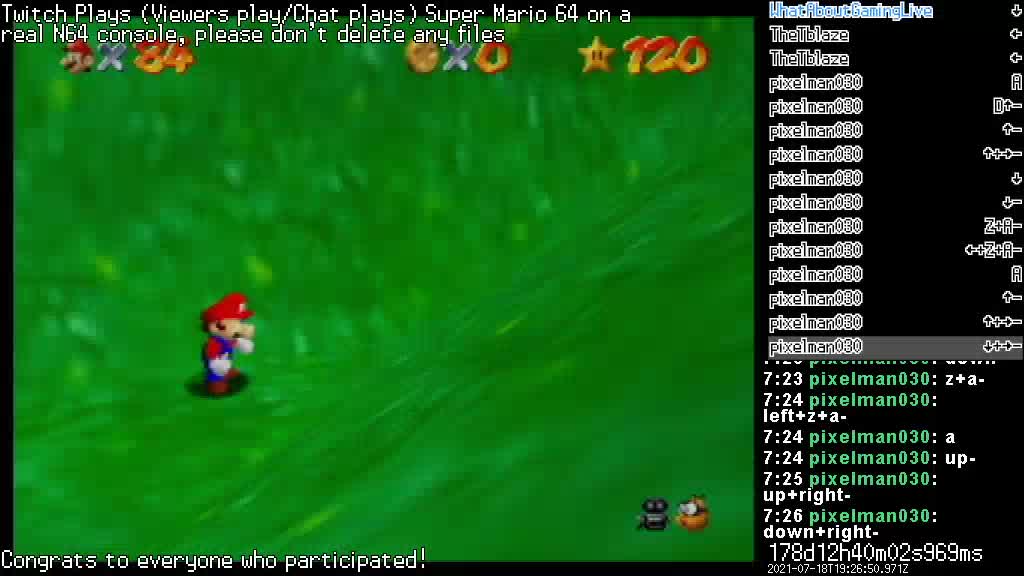 Twitch Plays (Viewers play/Chat plays) Super Mario 64 on a
real N64 console, please don't delete any files
×84
×0
120
Congrats to everyone who participated!
WhatAboutGamingLive ↓
TheTblaze ←
TheTblaze ←
pixelman030 A
pixelman030 D↑-
pixelman030 ↑-
pixelman030 ↑+→-
pixelman030 ↓
pixelman030 ↓-
pixelman030 Z+A-
pixelman030 ←+Z+A-
pixelman030 A
pixelman030 ↑-
pixelman030 ↑+→-
pixelman030 ↓+→-
7:23 pixelman030: z+a-
7:24 pixelman030:
left+z+a-
7:24 pixelman030: a
7:24 pixelman030: up-
7:25 pixelman030:
up+right-
7:26 pixelman030:
down+right-
178d12h40m02s969ms
2021-07-18T19:26:50.971Z